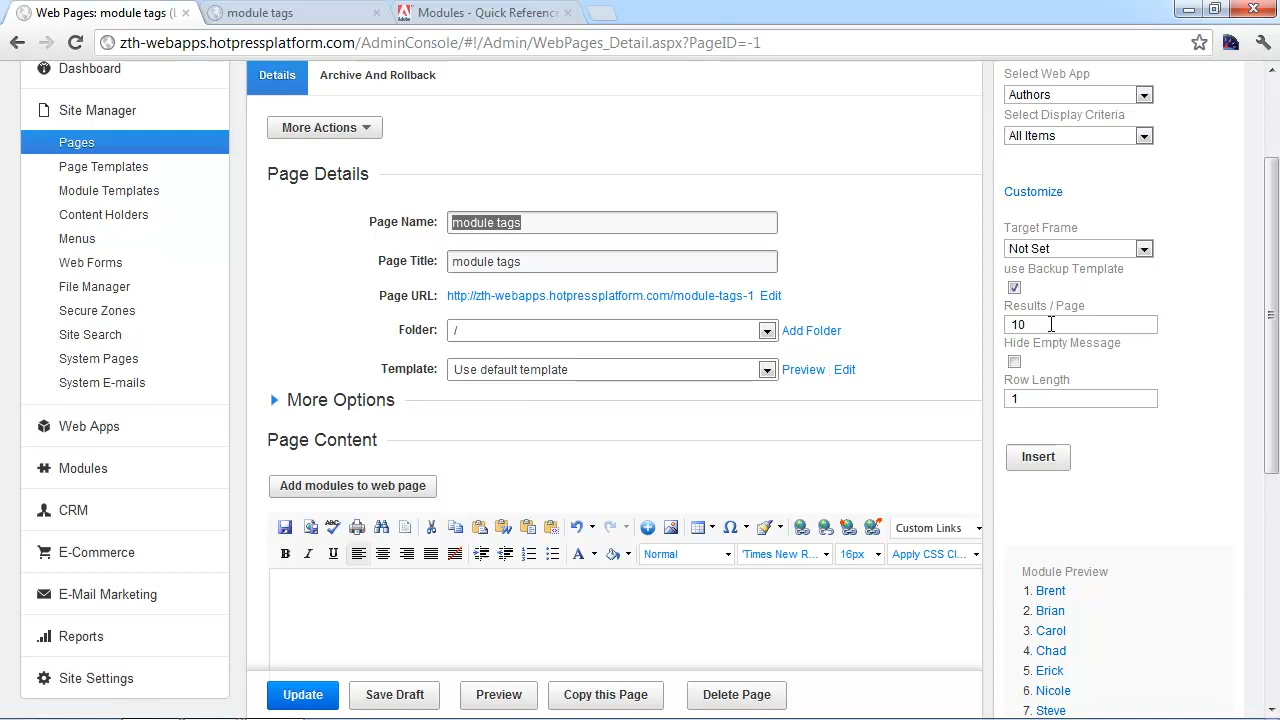 Web Pages: module tags (l
module tags
Modules - Quick Referenc
zth-webapps.hotpressplatform.com/AdminConsole/#!/Admin/WebPages_Detail.aspx?PageID=-1
Dashboard
Site Manager
Pages
Page Templates
Module Templates
Content Holders
Menus
Web Forms
File Manager
Secure Zones
Site Search
System Pages
System E-mails
Web Apps
Modules
CRM
E-Commerce
E-Mail Marketing
Reports
Site Settings
Details
Archive And Rollback
More Actions
Page Details
Page Name: module tags
Page Title: module tags
Page URL: http://zth-webapps.hotpressplatform.com/module-tags-1 Edit
Folder: / Add Folder
Template: Use default template Preview Edit
More Options
Page Content
Add modules to web page
Custom Links
B I U A Normal 'Times New R... 16px Apply CSS Cl...
Update Save Draft Preview Copy this Page Delete Page
Select Web App
Authors
Select Display Criteria
All Items
Customize
Target Frame
Not Set
use Backup Template
Results / Page
10
Hide Empty Message
Row Length
1
Insert
Module Preview
1. Brent
2. Brian
3. Carol
4. Chad
5. Erick
6. Nicole
7. Steve